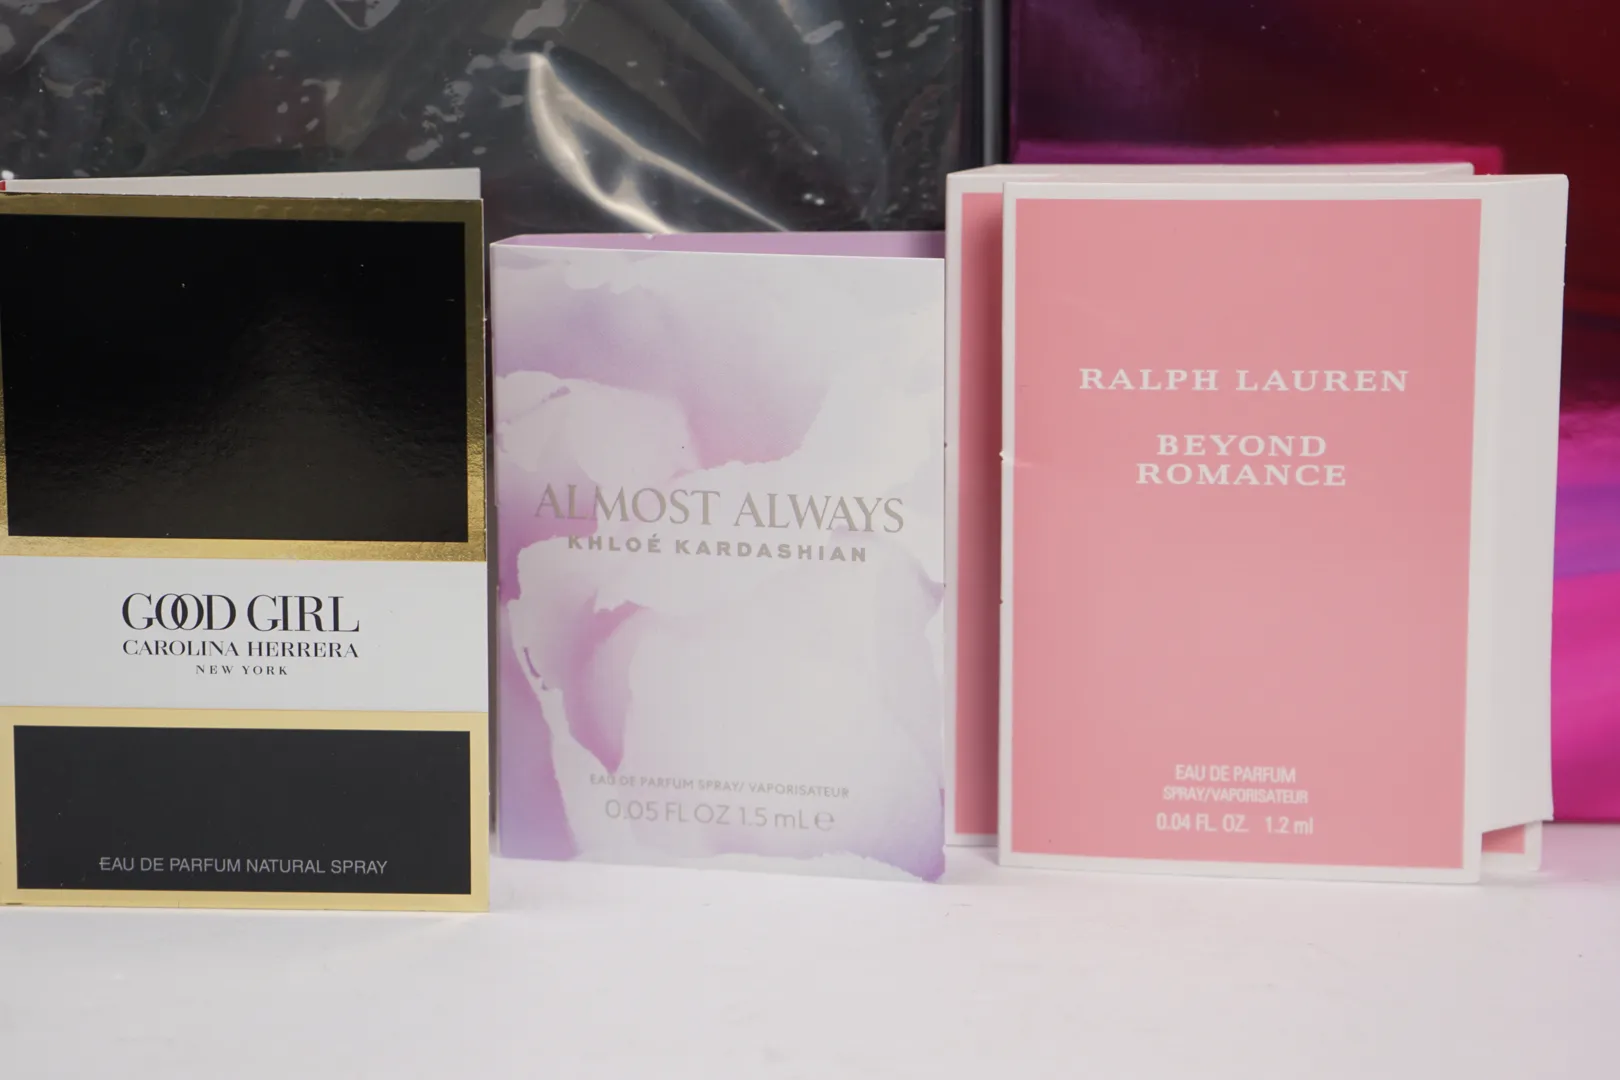 GOOD GIRL
CAROLINA HERRERA
NEW YORK
EAU DE PARFUM NATURAL SPRAY
ALMOST ALWAYS
KHLOÉ KARDASHIAN
EAU DE PARFUM SPRAY/ VAPORISATEUR
0.05 FL OZ 1.5 mL e
RALPH LAUREN
BEYOND
ROMANCE
EAU DE PARFUM
SPRAY/VAPORISATEUR
0.04 FL. OZ. 1.2 ml